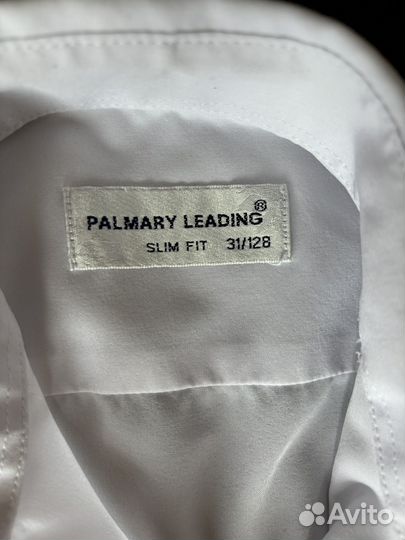 PALMARY LEADING®
SLIM FIT 31/128
Avito